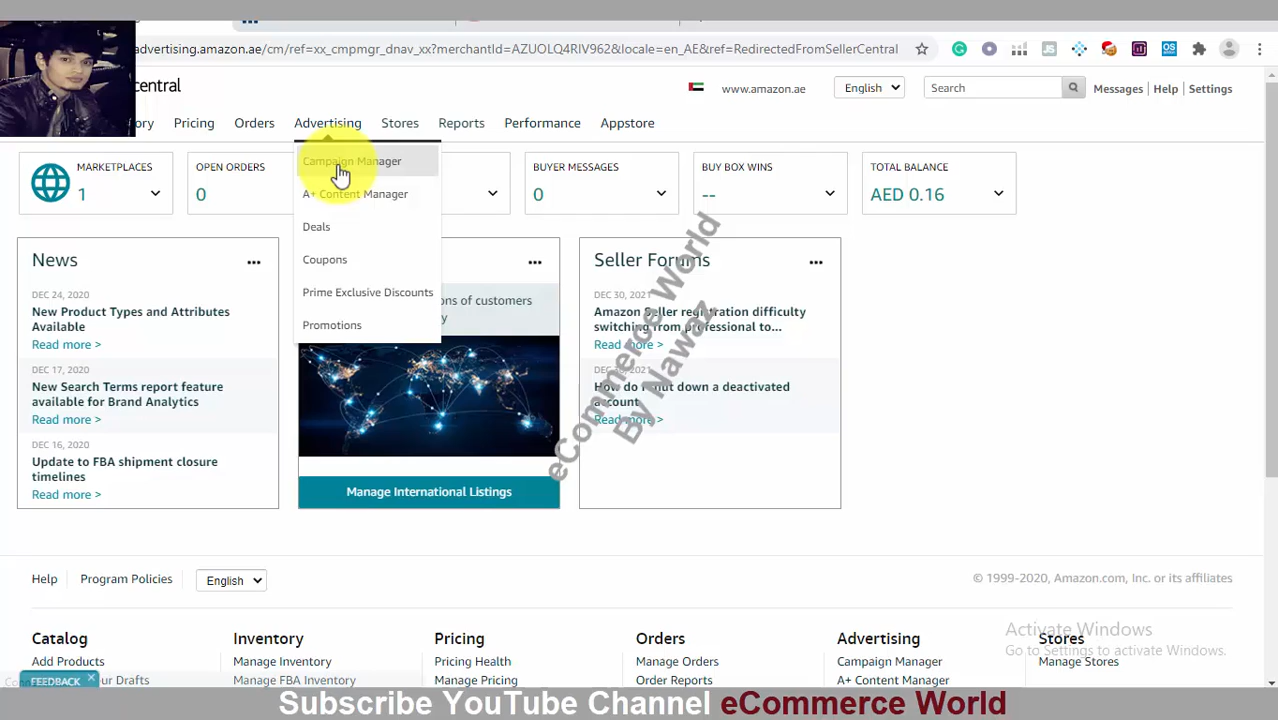 advertising.amazon.ae/cm/ref=xx_cmpmgr_dnav_xx?merchantId=AZUOLQ4RIV962&locale=en_AE&ref=RedirectedFromSellerCentral
central
www.amazon.ae
English
Search
Messages | Help | Settings
Pricing
Orders
Advertising
Stores
Reports
Performance
Appstore
MARKETPLACES
1
OPEN ORDERS
0
BUYER MESSAGES
0
BUY BOX WINS
--
TOTAL BALANCE
AED 0.16
Campaign Manager
A+ Content Manager
Deals
Coupons
Prime Exclusive Discounts
Promotions
News
DEC 24, 2020
New Product Types and Attributes
Available
Read more >
DEC 17, 2020
New Search Terms report feature
available for Brand Analytics
Read more >
DEC 16, 2020
Update to FBA shipment closure
timelines
Read more >
ons of customers
Manage International Listings
Seller Forums
DEC 30, 202
Amazon Seller registration difficulty
switching from professional to...
Read more >
How do I shut down a deactivated
account
Read more >
eCommerce World
By Nawaz
Help
Program Policies
English
© 1999-2020, Amazon.com, Inc. or its affiliates
Catalog
Add Products
Drafts
Inventory
Manage Inventory
Manage FBA Inventory
Pricing
Pricing Health
Manage Pricing
Orders
Manage Orders
Order Reports
Advertising
Campaign Manager
A+ Content Manager
Stores
Manage Stores
Activate Windows
Go to Settings to activate Windows.
FEEDBACK
Subscribe YouTube Channel eCommerce World